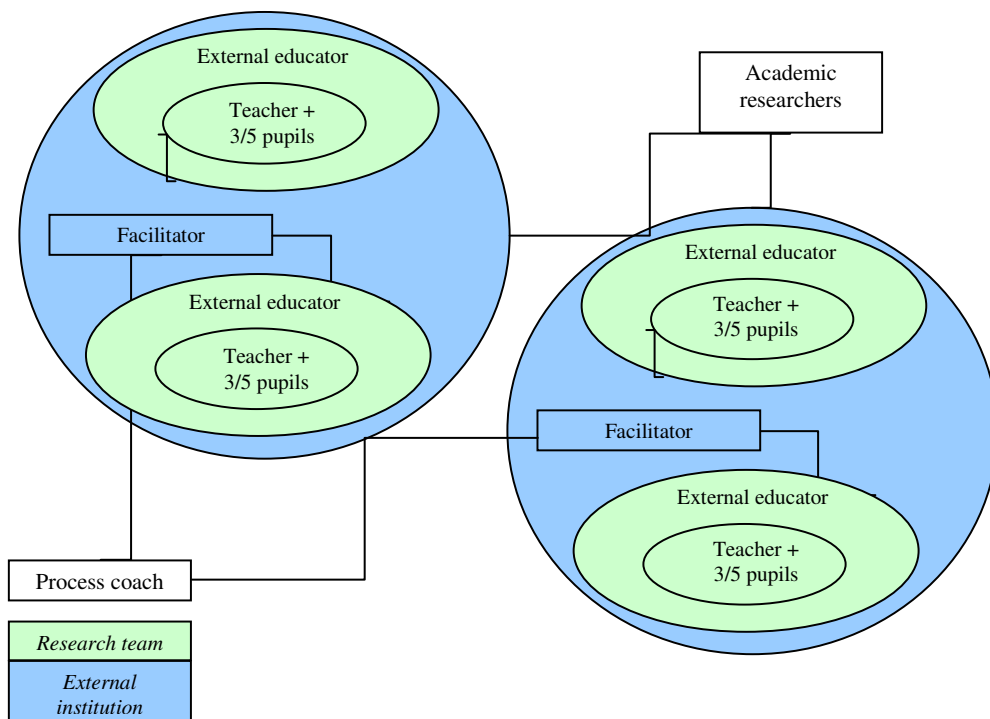 External educator
Teacher +
3/5 pupils
Facilitator
External educator
Teacher +
3/5 pupils
Academic
researchers
External educator
Teacher +
3/5 pupils
Facilitator
External educator
Teacher +
3/5 pupils
Process coach
Research team
External
institution